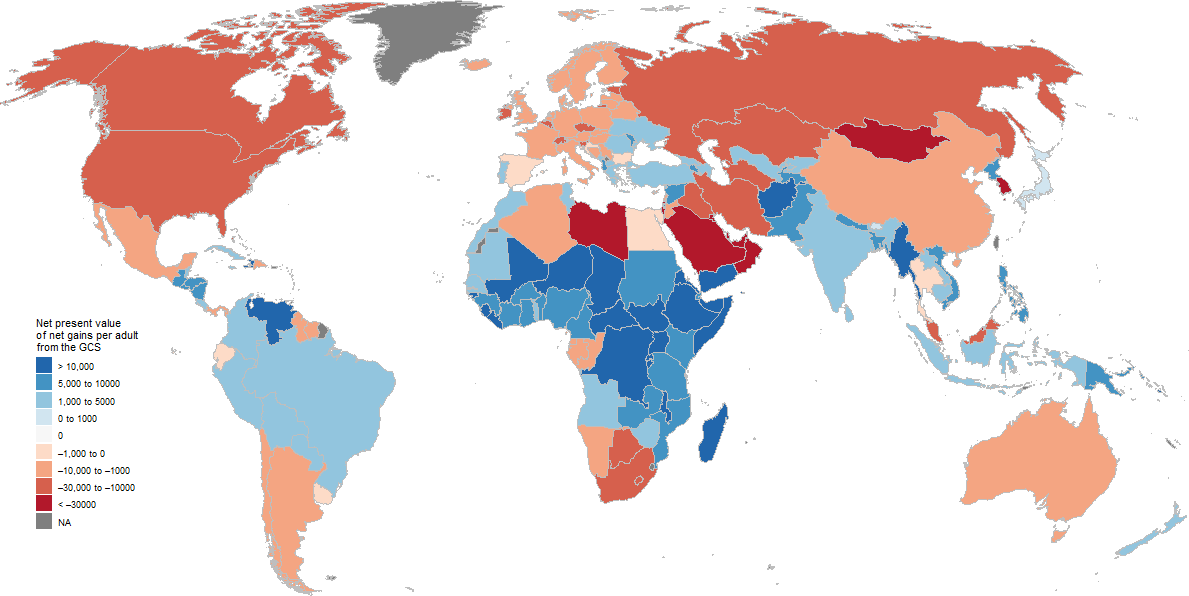 Net present value
of net gains per adult
from the GCS
> 10,000
5,000 to 10000
1,000 to 5000
0 to 1000
0
−1,000 to 0
−10,000 to −1000
−30,000 to −10000
< −30000
NA